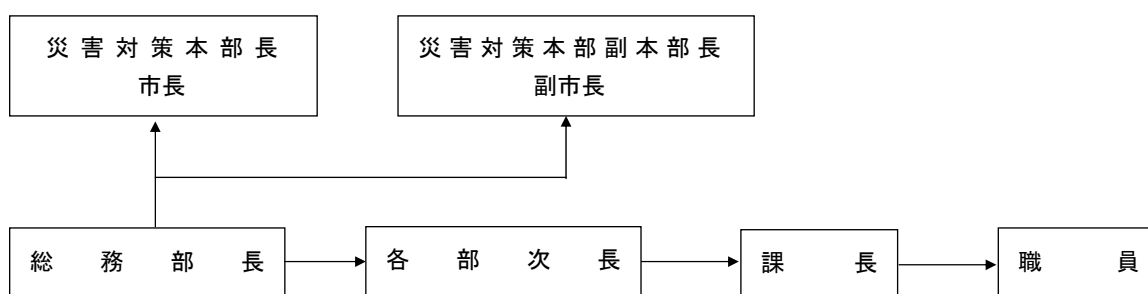 災害対策本部長
市長
災害対策本部副本部長
副市長
総務部長
各部次長
課長
職員